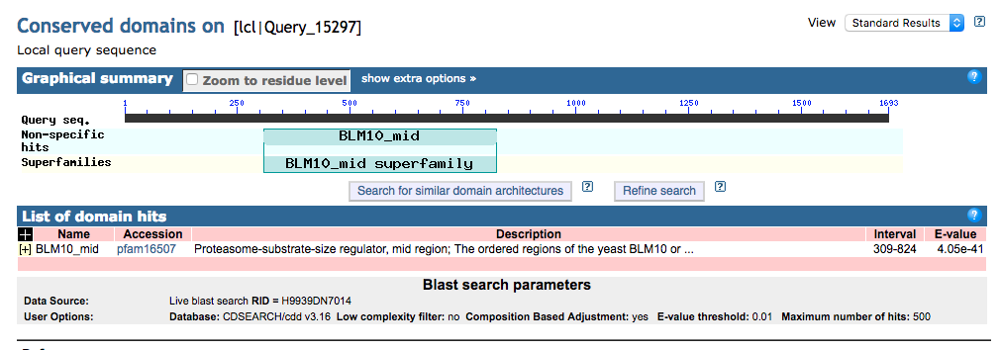 Conserved domains on [lcl|Query_15297]
View Standard Results ?
Local query sequence
Graphical summary Zoom to residue level show extra options » ?
1 250 500 750 1000 1250 1500 1693
Query seq.
Non-specific hits BLM10_mid
Superfamilies BLM10_mid superfamily
Search for similar domain architectures ? Refine search ?
List of domain hits ?
+ Name Accession Description Interval E-value
[+] BLM10_mid pfam16507 Proteasome-substrate-size regulator, mid region; The ordered regions of the yeast BLM10 or ... 309-824 4.05e-41
Blast search parameters
Data Source: Live blast search RID = H9939DN7014
User Options: Database: CDSEARCH/cdd v3.16 Low complexity filter: no Composition Based Adjustment: yes E-value threshold: 0.01 Maximum number of hits: 500